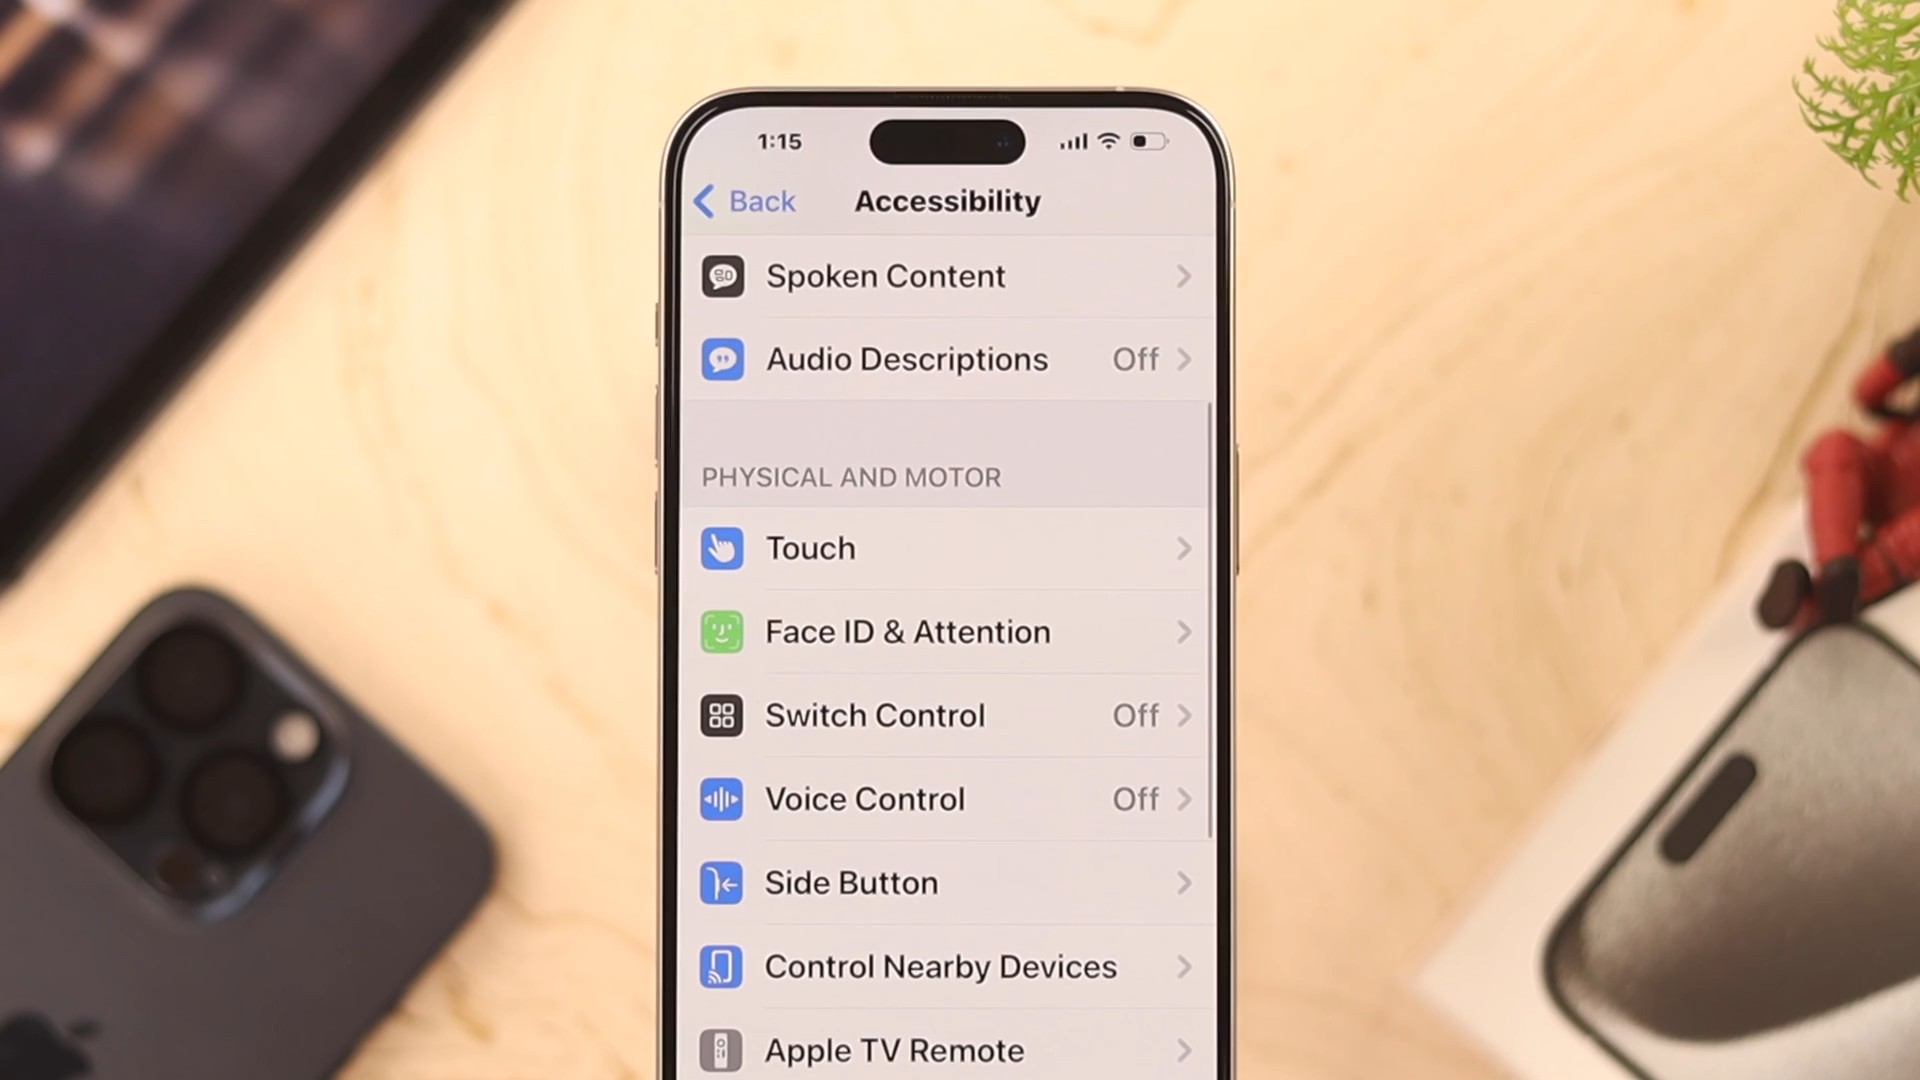 1:15
Back Accessibility
Spoken Content
Audio Descriptions Off
PHYSICAL AND MOTOR
Touch
Face ID & Attention
Switch Control Off
Voice Control Off
Side Button
Control Nearby Devices
Apple TV Remote